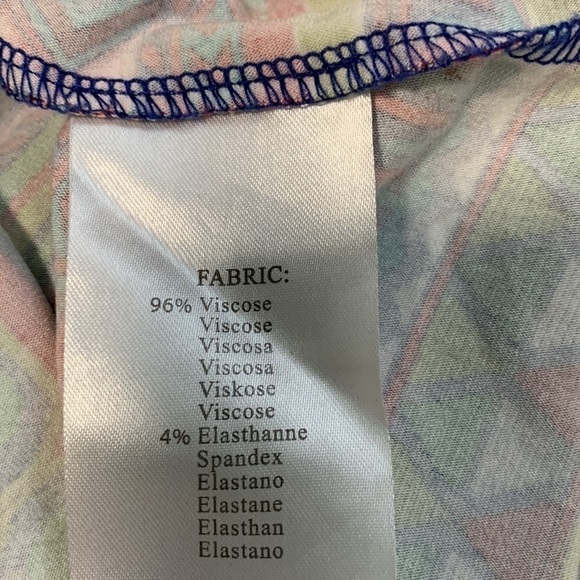 FABRIC:
96% Viscose
Viscose
Viscosa
Viscosa
Viskose
Viscose
4% Elasthanne
Spandex
Elastano
Elastane
Elasthan
Elastano